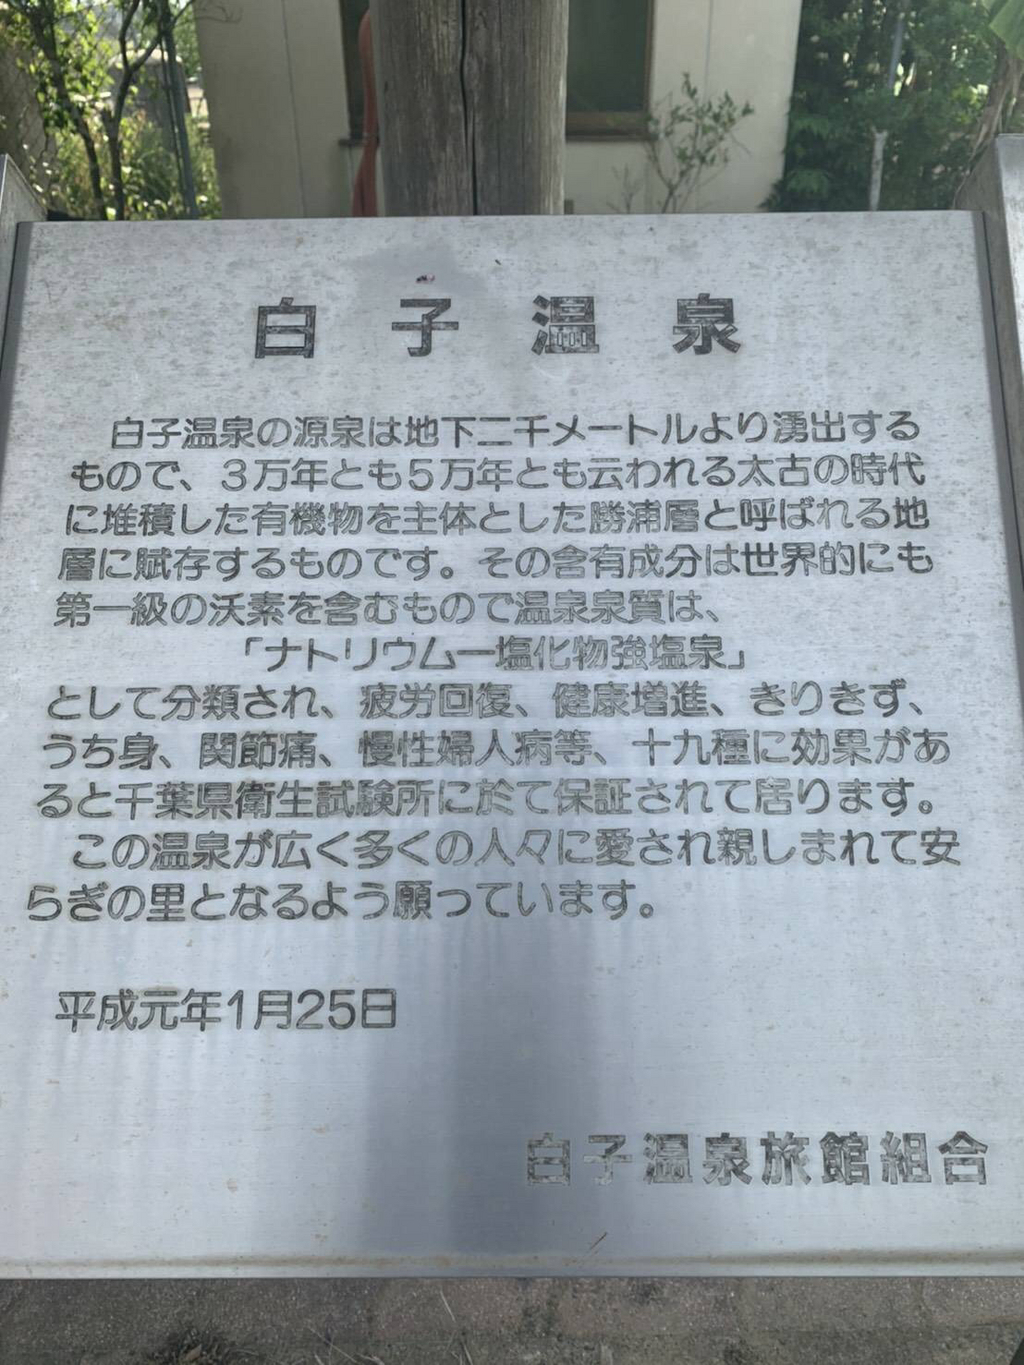 白子温泉
白子温泉の源泉は地下二千メートルより湧出する
もので、3万年とも5万年とも云われる太古の時代
に堆積した有機物を主体とした勝浦層と呼ばれる地
層に賦存するものです。その含有成分は世界的にも
第一級の沃素を含むもので温泉泉質は、
「ナトリウムー塩化物強塩泉」
として分類され、疲労回復、健康増進、きりきず、
うち身、関節痛、慢性婦人病等、十九種に効果があ
ると千葉県衛生試験所に於て保証されて居ります。
この温泉が広く多くの人々に愛され親しまれて安
らぎの里となるよう願っています。
平成元年1月25日
白子温泉旅館組合